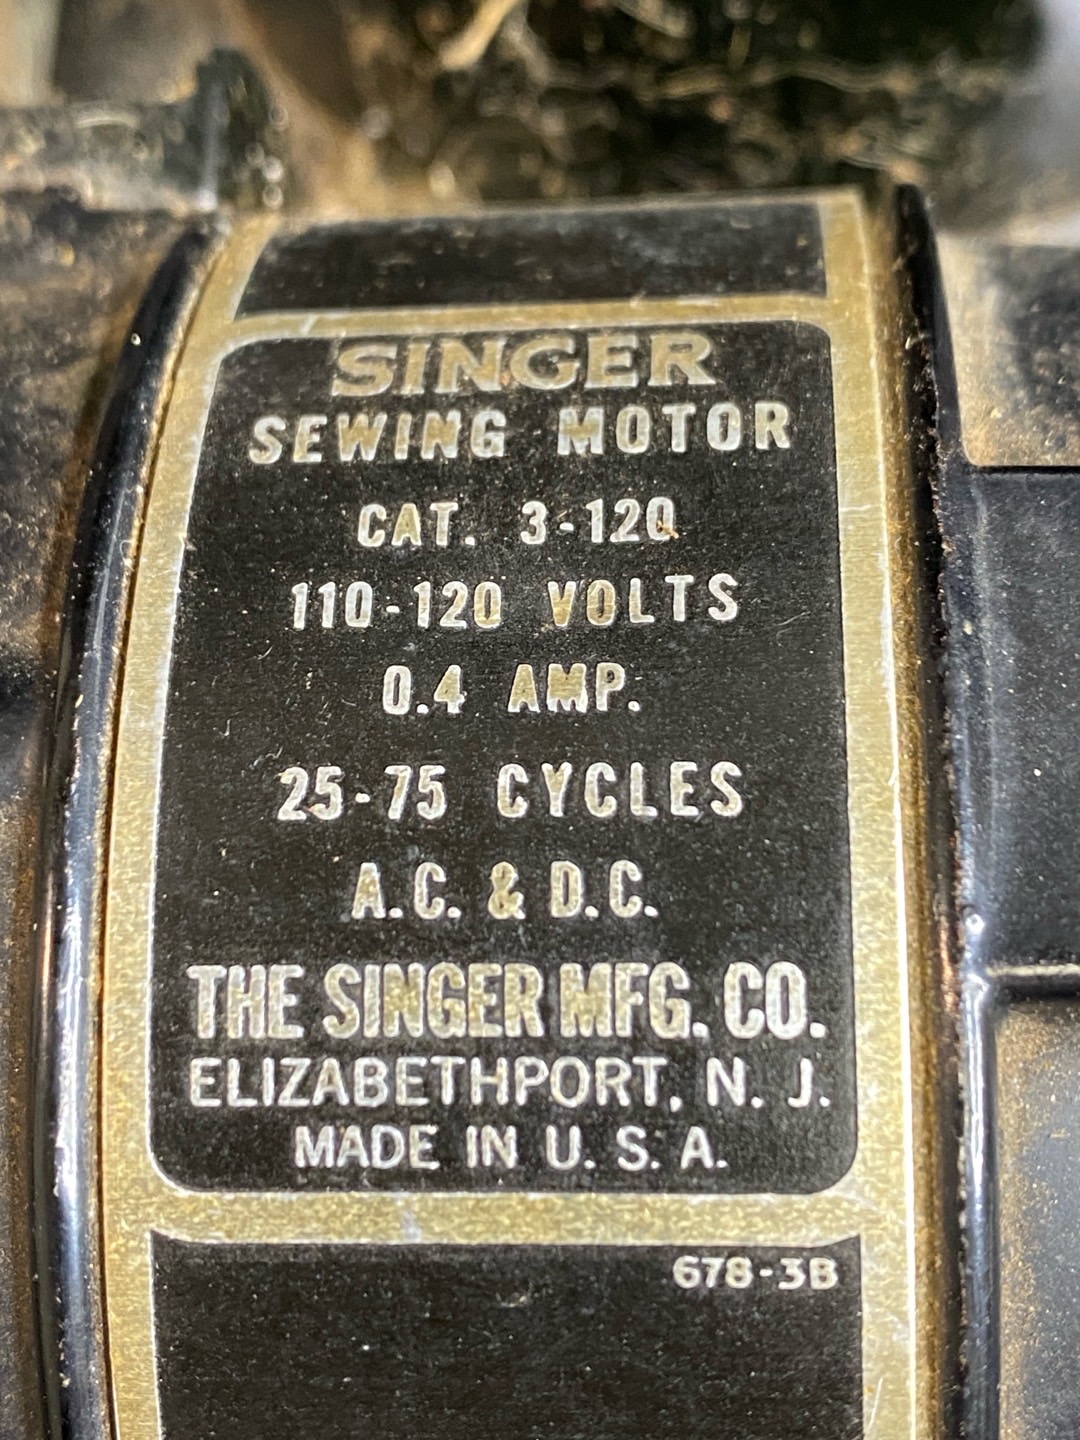 SINGER
SEWING MOTOR
CAT. 3-120
110-120 VOLTS
0.4 AMP.
25-75 CYCLES
A.C. & D.C.
THE SINGER MFG. CO.
ELIZABETHPORT, N. J.
MADE IN U. S. A.
678-3B